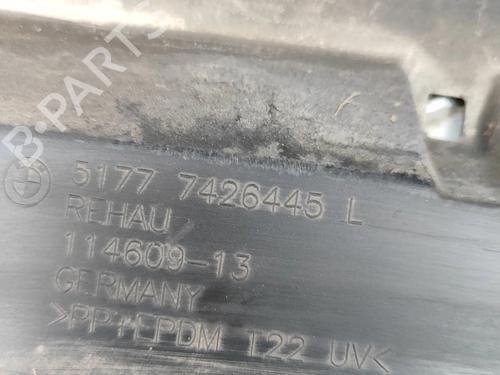 B-PARTS
5177 7426445 L
REHAU
114609-13
GERMANY
>PP+EPDM T22 UV<